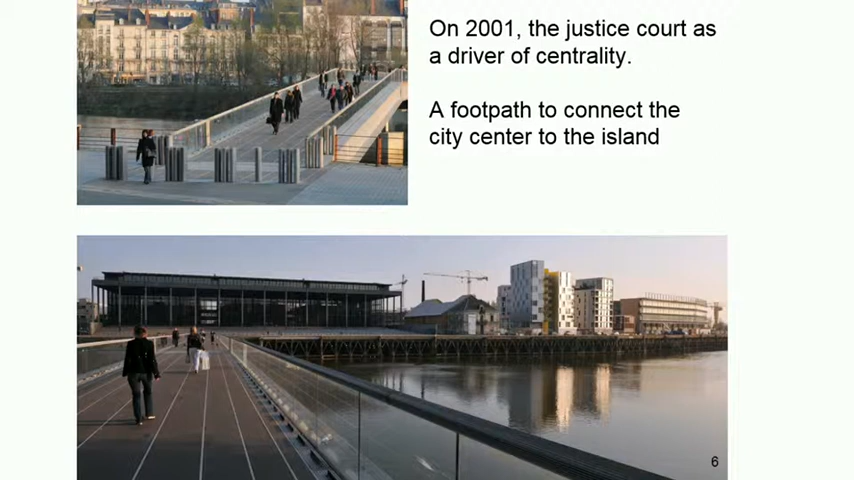 On 2001, the justice court as
a driver of centrality.
A footpath to connect the
city center to the island
6